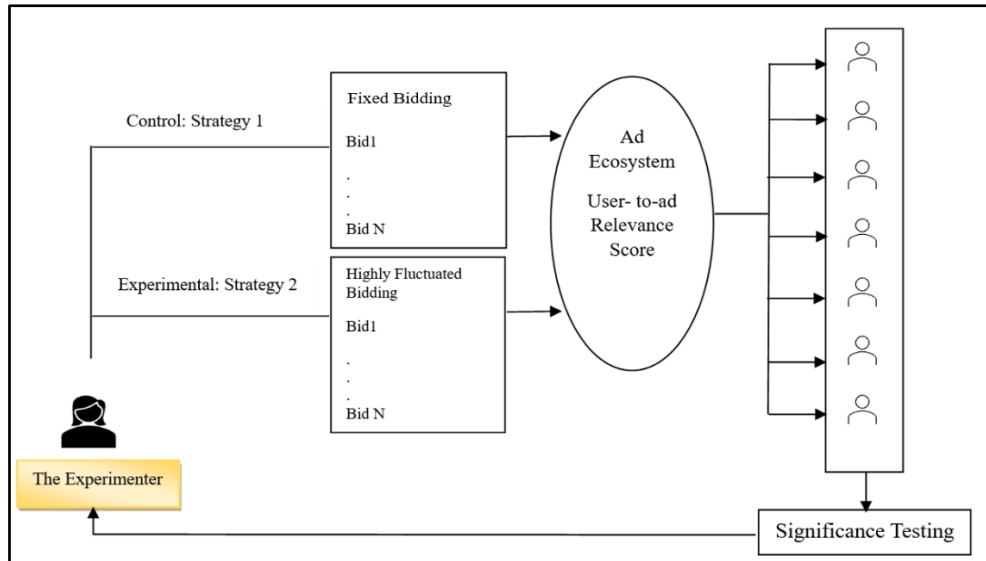 Control: Strategy 1
Fixed Bidding
Bid1
.
.
.
Bid N
Experimental: Strategy 2
Highly Fluctuated
Bidding
Bid1
.
.
.
Bid N
Ad
Ecosystem
User- to-ad
Relevance
Score
The Experimenter
Significance Testing